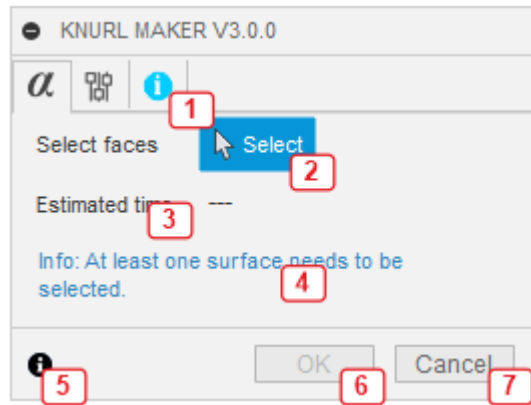 KNURL MAKER V3.0.0
α i
1
Select faces Select
2
Estimated time ---
3
Info: At least one surface needs to be
selected.
4
i OK Cancel
5 6 7